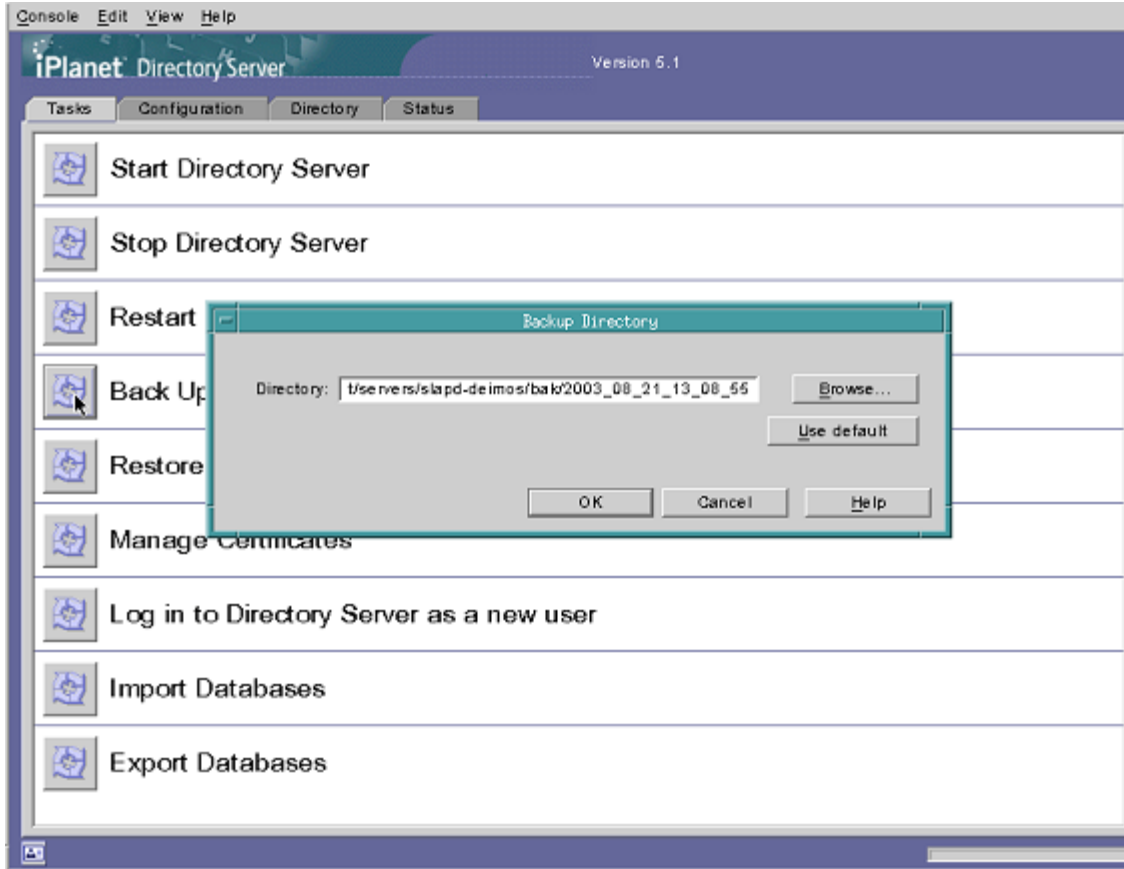 Console Edit View Help
iPlanet Directory Server
Version 5.1
Tasks Configuration Directory Status
Start Directory Server
Stop Directory Server
Restart
Backup Directory
Back Up
Directory: t/servers/slapd-deimos/bak/2003_08_21_13_08_55 Browse...
Use default
Restore
OK Cancel Help
Manage Certificates
Log in to Directory Server as a new user
Import Databases
Export Databases